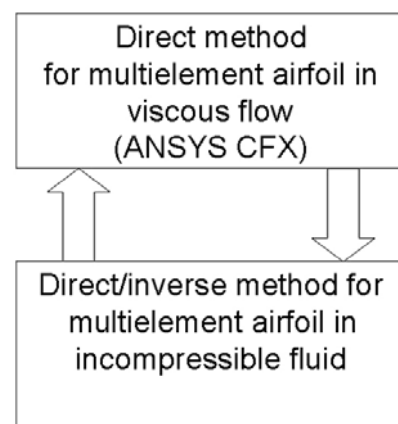 Direct method
for multielement airfoil in
viscous flow
(ANSYS CFX)
Direct/inverse method for
multielement airfoil in
incompressible fluid